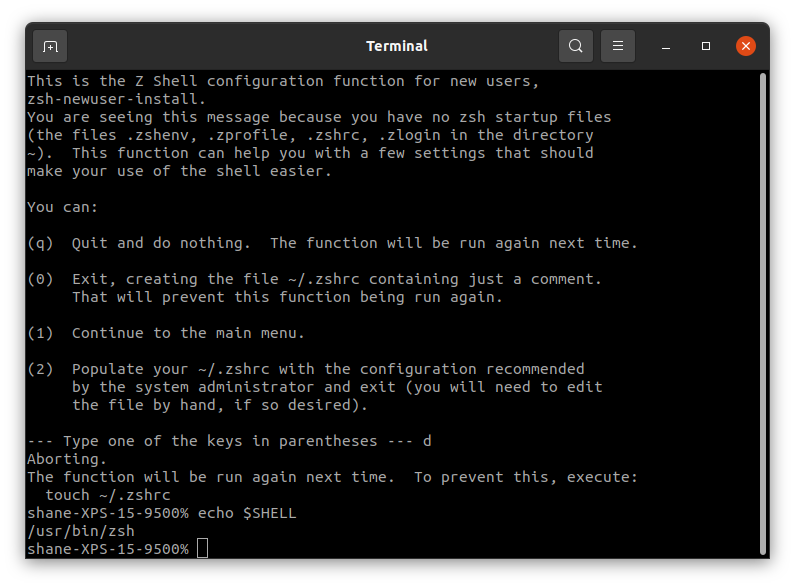 Terminal
This is the Z Shell configuration function for new users,
zsh-newuser-install.
You are seeing this message because you have no zsh startup files
(the files .zshenv, .zprofile, .zshrc, .zlogin in the directory
~).  This function can help you with a few settings that should
make your use of the shell easier.
You can:
(q)  Quit and do nothing.  The function will be run again next time.
(0)  Exit, creating the file ~/.zshrc containing just a comment.
     That will prevent this function being run again.
(1)  Continue to the main menu.
(2)  Populate your ~/.zshrc with the configuration recommended
     by the system administrator and exit (you will need to edit
     the file by hand, if so desired).
--- Type one of the keys in parentheses --- d
Aborting.
The function will be run again next time.  To prevent this, execute:
  touch ~/.zshrc
shane-XPS-15-9500% echo $SHELL
/usr/bin/zsh
shane-XPS-15-9500%